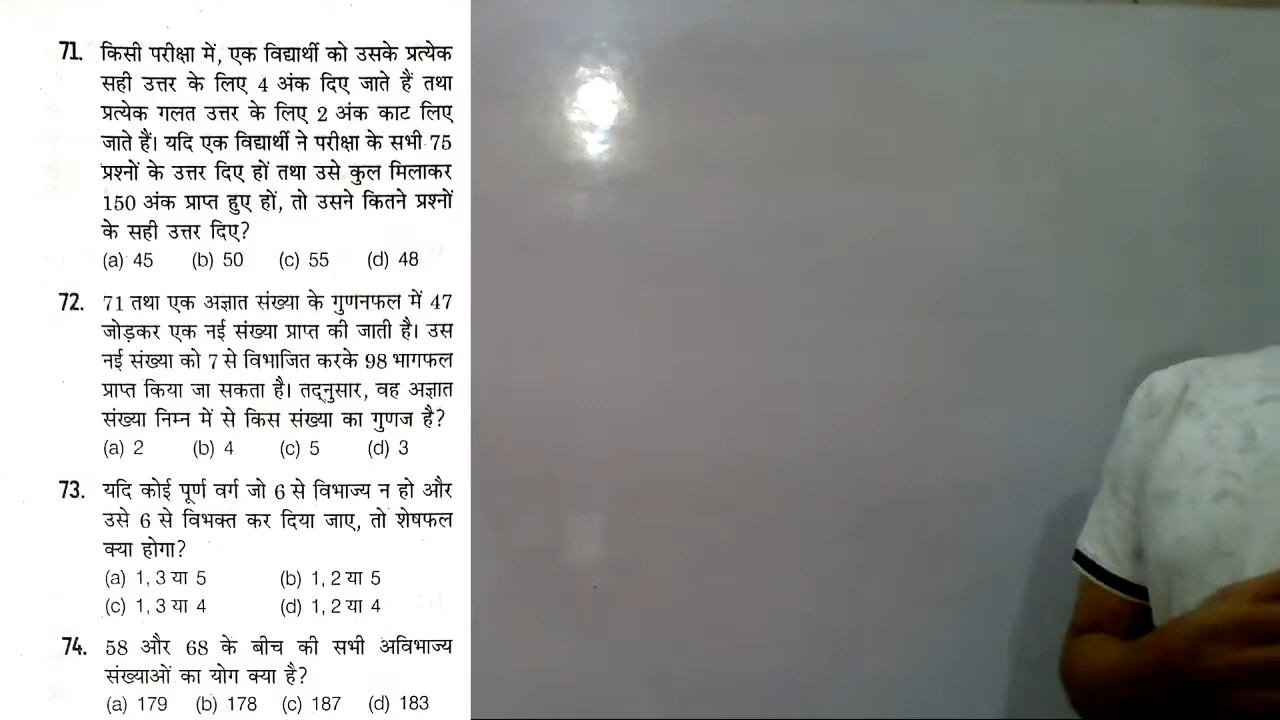 71. किसी परीक्षा में, एक विद्यार्थी को उसके प्रत्येक
सही उत्तर के लिए 4 अंक दिए जाते हैं तथा
प्रत्येक गलत उत्तर के लिए 2 अंक काट लिए
जाते हैं। यदि एक विद्यार्थी ने परीक्षा के सभी 75
प्रश्नों के उत्तर दिए हों तथा उसे कुल मिलाकर
150 अंक प्राप्त हुए हों, तो उसने कितने प्रश्नों
के सही उत्तर दिए?
(a) 45 (b) 50 (c) 55 (d) 48
72. 71 तथा एक अज्ञात संख्या के गुणनफल में 47
जोड़कर एक नई संख्या प्राप्त की जाती है। उस
नई संख्या को 7 से विभाजित करके 98 भागफल
प्राप्त किया जा सकता है। तद्नुसार, वह अज्ञात
संख्या निम्न में से किस संख्या का गुणज है?
(a) 2 (b) 4 (c) 5 (d) 3
73. यदि कोई पूर्ण वर्ग जो 6 से विभाज्य न हो और
उसे 6 से विभक्त कर दिया जाए, तो शेषफल
क्या होगा?
(a) 1, 3 या 5 (b) 1, 2 या 5
(c) 1, 3 या 4 (d) 1, 2 या 4
74. 58 और 68 के बीच की सभी अविभाज्य
संख्याओं का योग क्या है?
(a) 179 (b) 178 (c) 187 (d) 183